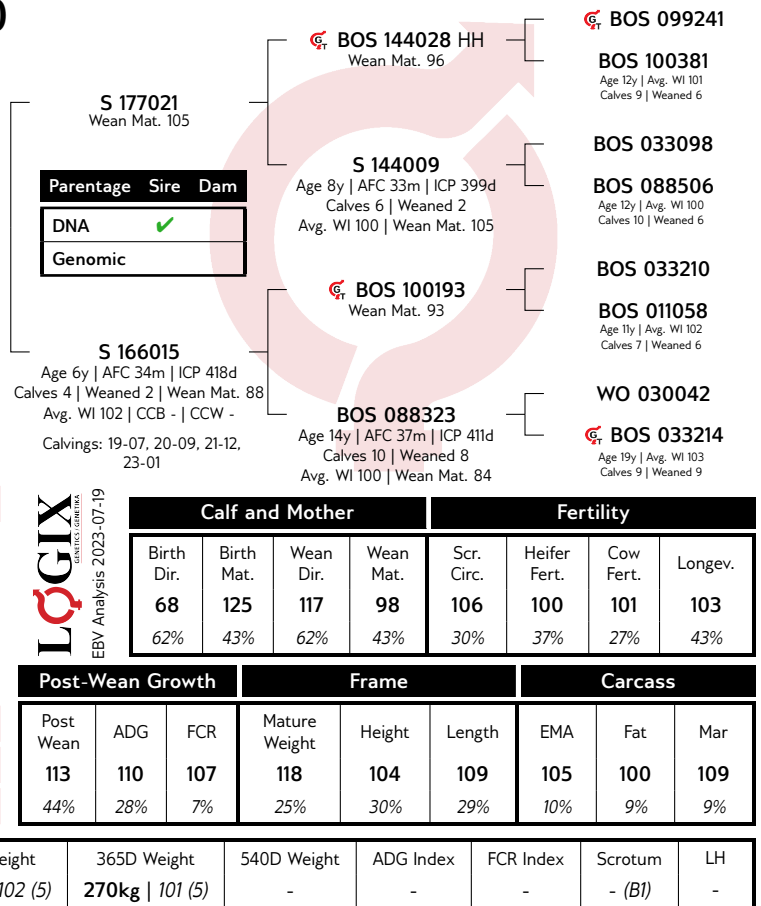 BOS 099241
BOS 144028 HH
Wean Mat. 96
BOS 100381
Age 12y | Avg. WI 101
Calves 9 | Weaned 6
S 177021
Wean Mat. 105
BOS 033098
S 144009
Age 8y | AFC 33m | ICP 399d
Calves 6 | Weaned 2
Avg. WI 100 | Wean Mat. 105
BOS 088506
Age 12y | Avg. WI 100
Calves 10 | Weaned 6
Parentage Sire Dam
DNA ✔
Genomic
BOS 033210
BOS 100193
Wean Mat. 93
BOS 011058
Age 11y | Avg. WI 102
Calves 7 | Weaned 6
S 166015
Age 6y | AFC 34m | ICP 418d
Calves 4 | Weaned 2 | Wean Mat. 88
Avg. WI 102 | CCB - | CCW -
Calvings: 19-07, 20-09, 21-12,
23-01
WO 030042
BOS 088323
Age 14y | AFC 37m | ICP 411d
Calves 10 | Weaned 8
Avg. WI 100 | Wean Mat. 84
BOS 033214
Age 19y | Avg. WI 103
Calves 9 | Weaned 9
LOGIX
GENETICS | GENETIKA
EBV Analysis 2023-07-19
Calf and Mother Fertility
Birth Dir. Birth Mat. Wean Dir. Wean Mat. Scr. Circ. Heifer Fert. Cow Fert. Longev.
68 125 117 98 106 100 101 103
62% 43% 62% 43% 30% 37% 27% 43%
Post-Wean Growth Frame Carcass
Post Wean ADG FCR Mature Weight Height Length EMA Fat Mar
113 110 107 118 104 109 105 100 109
44% 28% 7% 25% 30% 29% 10% 9% 9%
eight 365D Weight 540D Weight ADG Index FCR Index Scrotum LH
102 (5) 270kg | 101 (5) - - - - (B1) -